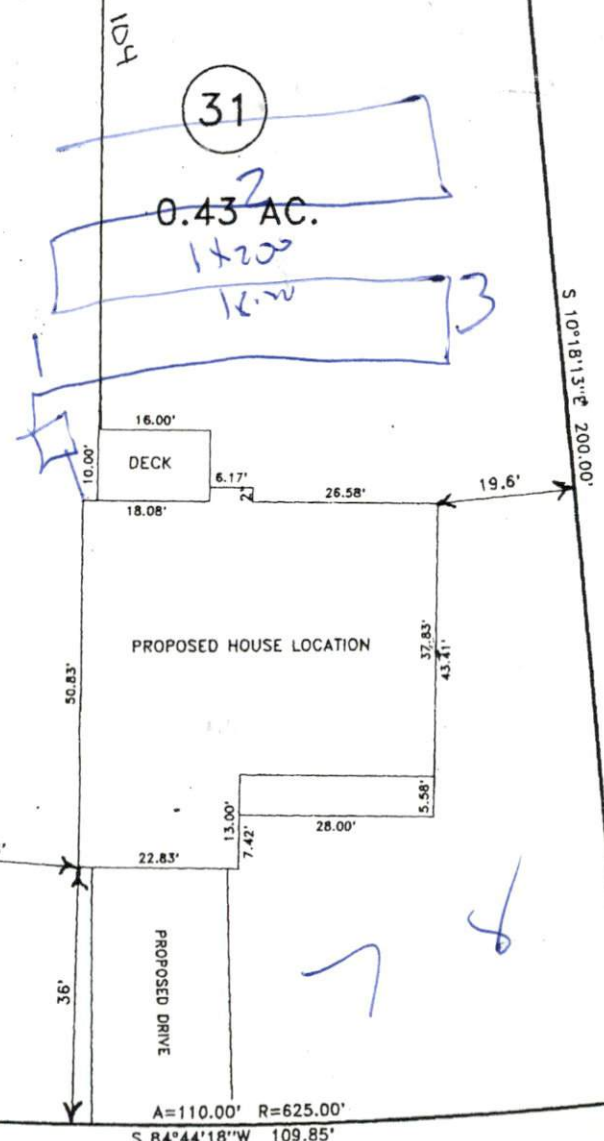 104
31
2
0.43 AC.
1x200
3
1
S 10°18'13"E 200.00'
16.00'
10.00'
DECK
6.17'
2'
26.58'
19.6'
18.08'
PROPOSED HOUSE LOCATION
37.83'
43.41'
50.83'
5.58'
13.00'
7.42'
28.00'
22.83'
36'
PROPOSED DRIVE
7 8
A=110.00' R=625.00'
S 84°44'18"W 109.85'